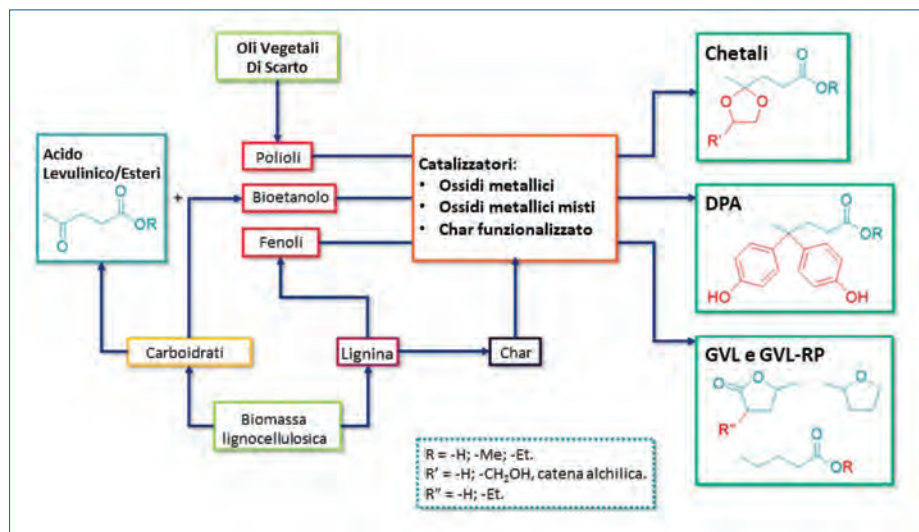 Oli Vegetali
Di Scarto
Acido
Levulinico/Esteri
O
OR
O
+
Polioli
Bioetanolo
Fenoli
Catalizzatori:
• Ossidi metallici
• Ossidi metallici misti
• Char funzionalizzato
Carboidrati
Lignina
Char
Biomassa
lignocellulosica
Chetali
O
OR
O
O
R'
DPA
O
OR
HO
OH
GVL e GVL-RP
O
O
O
R"
O
OR
R = -H; -Me; -Et.
R' = -H; -CH₂OH, catena alchilica.
R" = -H; -Et.